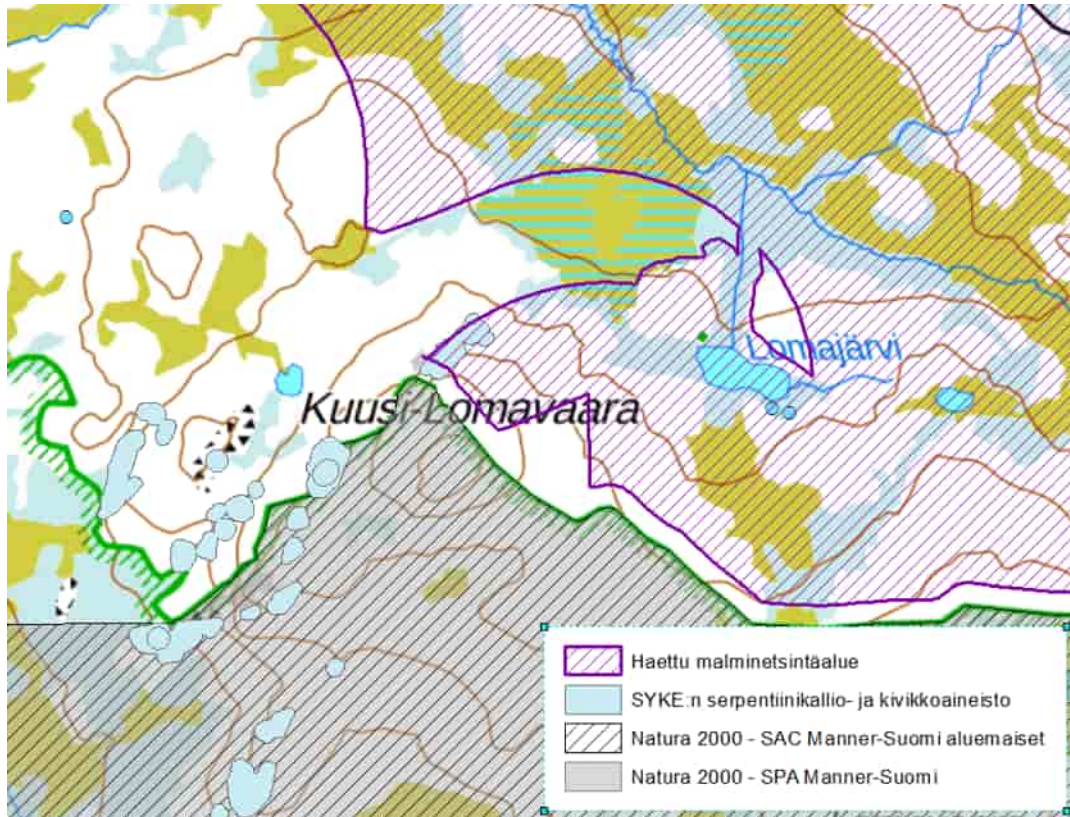 Lomajärvi
Kuusi-Lomavaara
Haettu malminetsintäalue
SYKE:n serpentiinikallio- ja kivikkoaineisto
Natura 2000 - SAC Manner-Suomi aluemaiset
Natura 2000 - SPA Manner-Suomi